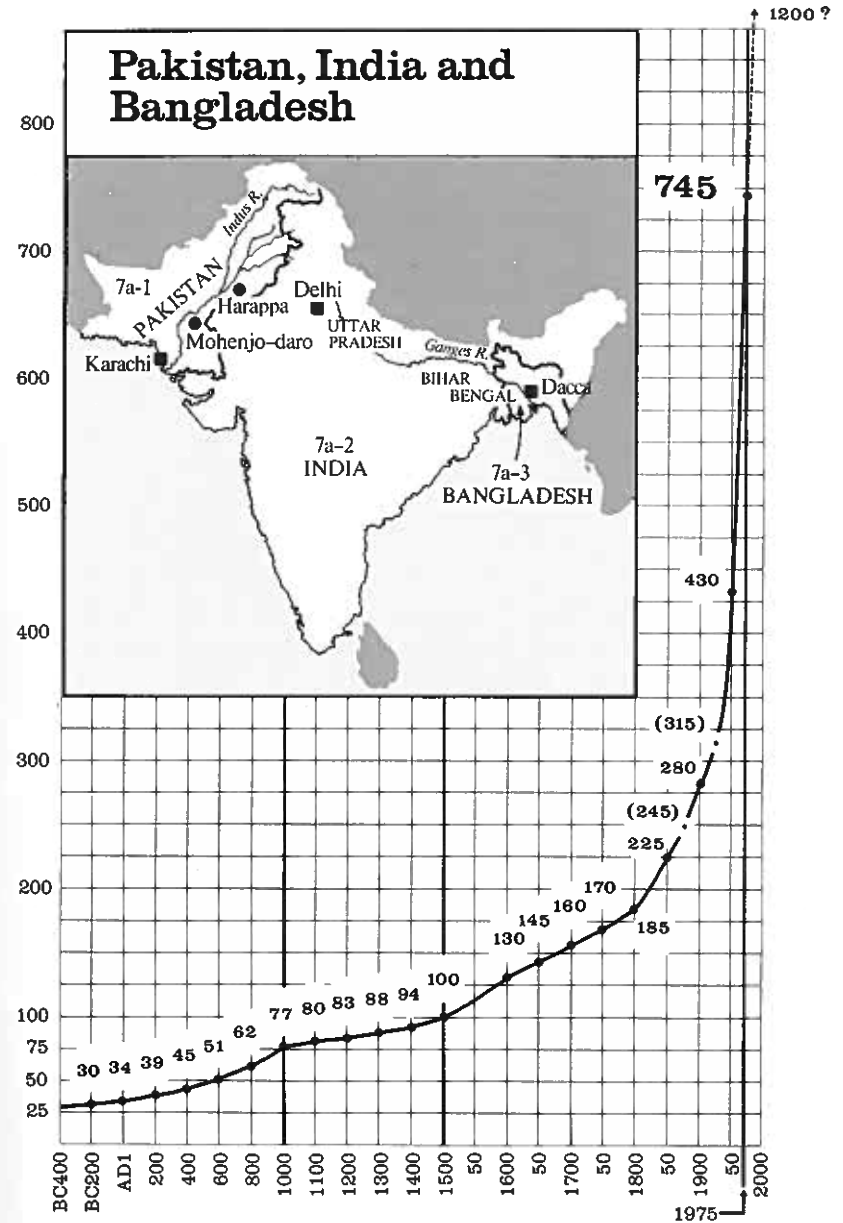 1200 ?
Pakistan, India and
Bangladesh
800
745
Indus R.
700
7a-1
PAKISTAN
Harappa
Delhi
Mohenjo-daro
UTTAR
PRADESH
Karachi
Ganges R.
600
BIHAR
BENGAL
Dacca
7a-2
INDIA
7a-3
BANGLADESH
500
430
400
(315)
300
280
(245)
225
200
170
160
145
185
130
100
94
88
83
80
77
100
75
62
51
45
39
34
30
50
25
BC400
BC200
AD1
200
400
600
800
1000
1100
1200
1300
1400
1500
50
1600
50
1700
50
1800
50
1900
50
2000
1975